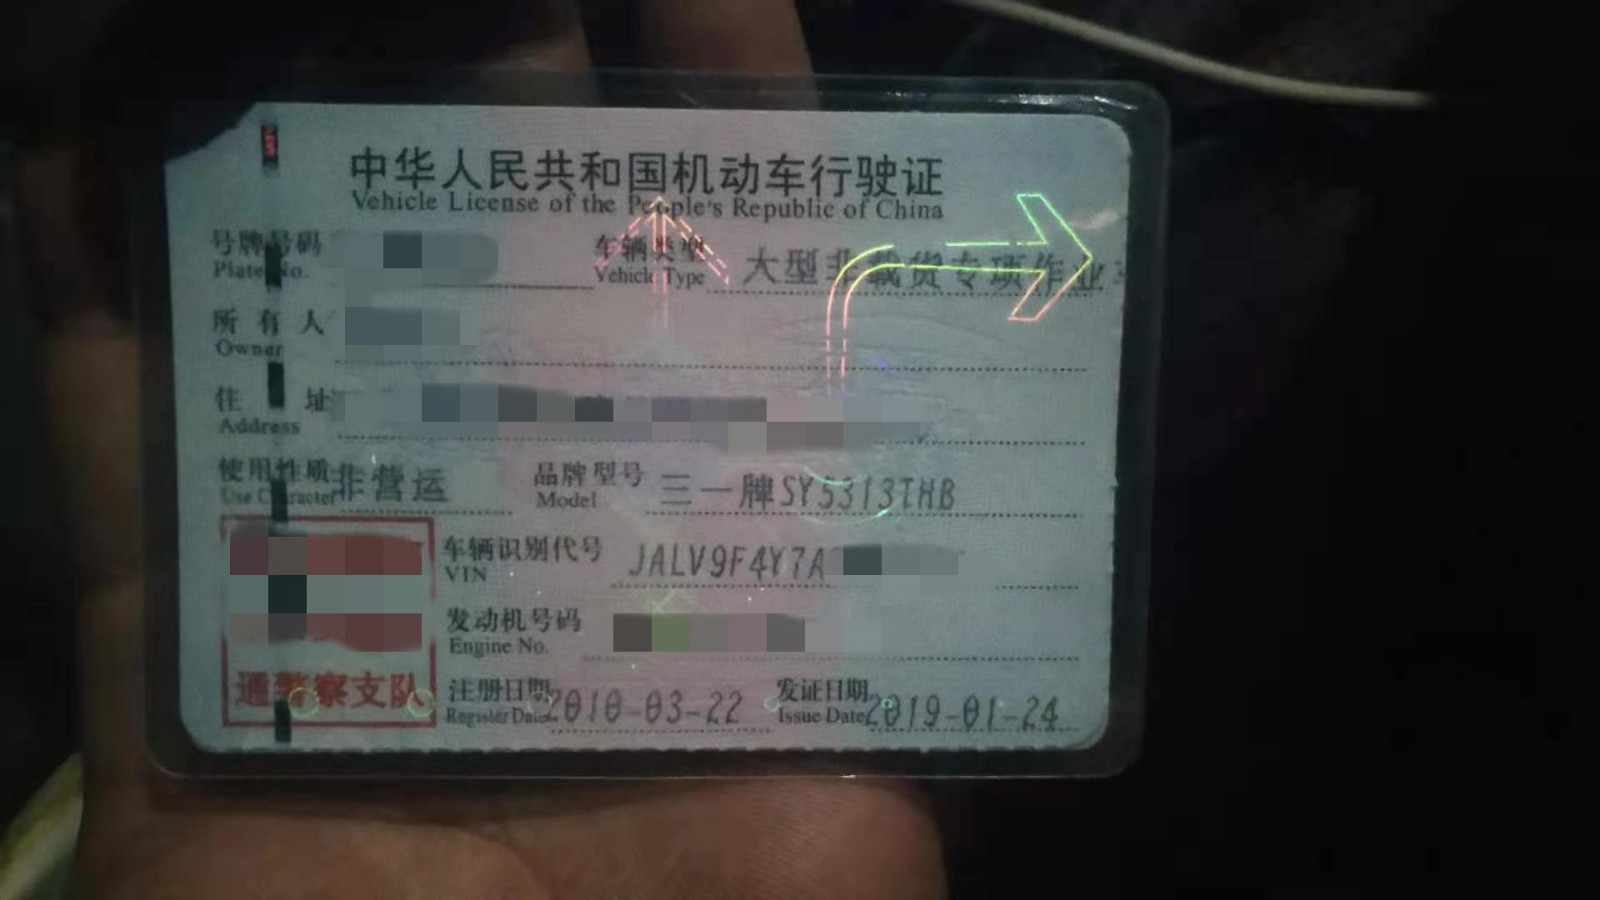 中华人民共和国机动车行驶证
Vehicle License of the People's Republic of China
号牌号码 车辆类型 大型非载货专项作业
Plate No. Vehicle Type
所有人
Owner
住址
Address
使用性质 非营运 品牌型号 三一牌SY5313THB
Use Character Model
车辆识别代号 JALV9F4Y7A
VIN
发动机号码
Engine No.
通警察支队
注册日期 2010-03-22 发证日期 2019-01-24
Register Date Issue Date